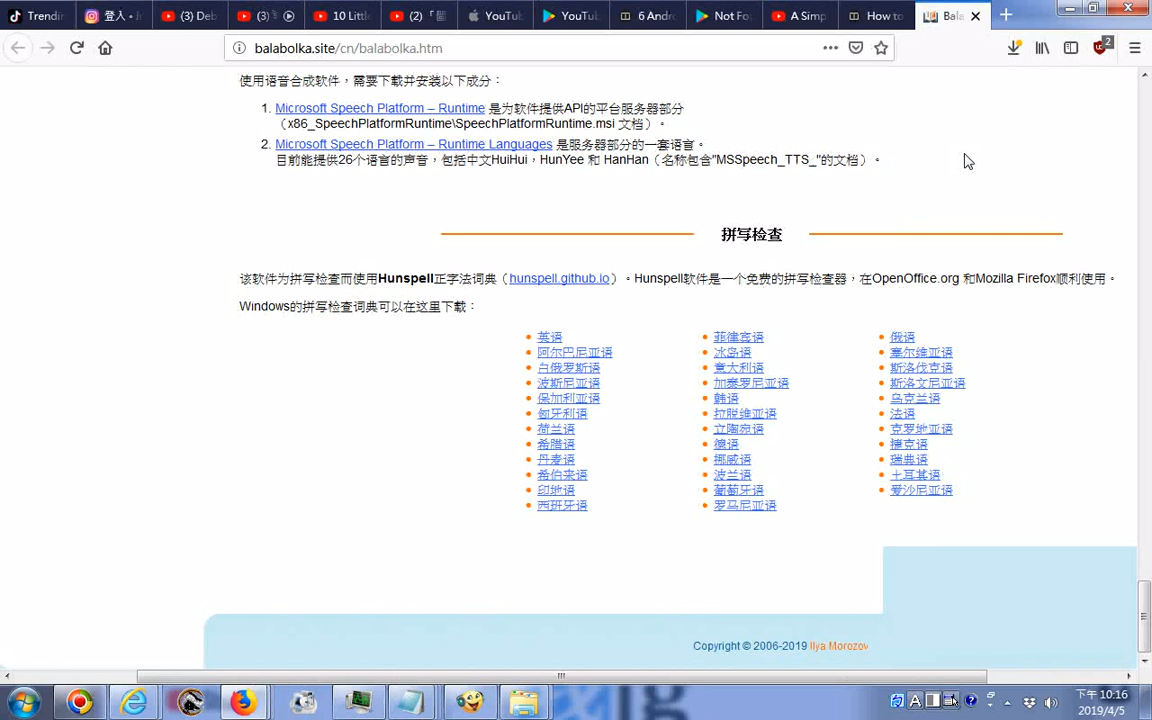 Trendin
登入 • I
(3) Deb
(3)
10 Littl
(2) 「
YouTu
YouTu
6 Andr
Not Fo
A Simp
How to
Bala
balabolka.site/cn/balabolka.htm
2
使用语音合成软件，需要下载并安装以下成分：
1. Microsoft Speech Platform – Runtime 是为软件提供API的平台服务器部分
（x86_SpeechPlatformRuntime\SpeechPlatformRuntime.msi 文档）。
2. Microsoft Speech Platform – Runtime Languages 是服务器部分的一套语言。
目前能提供26个语言的声音，包括中文HuiHui，HunYee 和 HanHan（名称包含"MSSpeech_TTS_"的文档）。
拼写检查
该软件为拼写检查而使用Hunspell正字法词典（hunspell.github.io）。Hunspell软件是一个免费的拼写检查器，在OpenOffice.org 和Mozilla Firefox顺利使用。
Windows的拼写检查词典可以在这里下载：
英语
阿尔巴尼亚语
白俄罗斯语
波斯尼亚语
保加利亚语
匈牙利语
荷兰语
希腊语
丹麦语
希伯来语
印地语
西班牙语
菲律宾语
冰岛语
意大利语
加泰罗尼亚语
韩语
拉脱维亚语
立陶宛语
德语
挪威语
波兰语
葡萄牙语
罗马尼亚语
俄语
塞尔维亚语
斯洛伐克语
斯洛文尼亚语
乌克兰语
法语
克罗地亚语
捷克语
瑞典语
土耳其语
爱沙尼亚语
Copyright © 2006-2019 Ilya Morozov
下午 10:16
2019/4/5